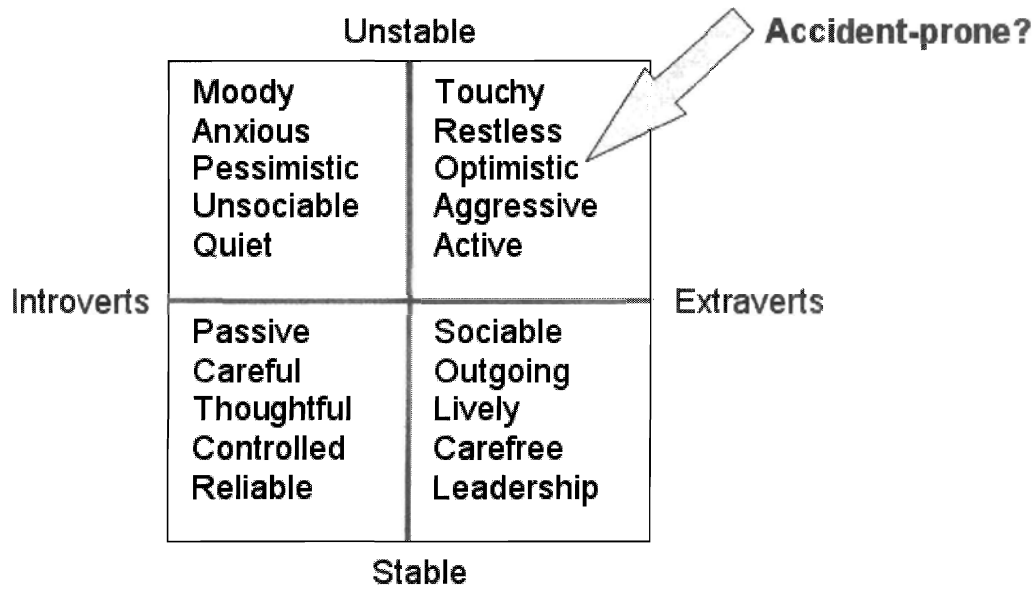 Unstable
Accident-prone?
Moody
Anxious
Pessimistic
Unsociable
Quiet
Touchy
Restless
Optimistic
Aggressive
Active
Introverts
Extraverts
Passive
Careful
Thoughtful
Controlled
Reliable
Sociable
Outgoing
Lively
Carefree
Leadership
Stable